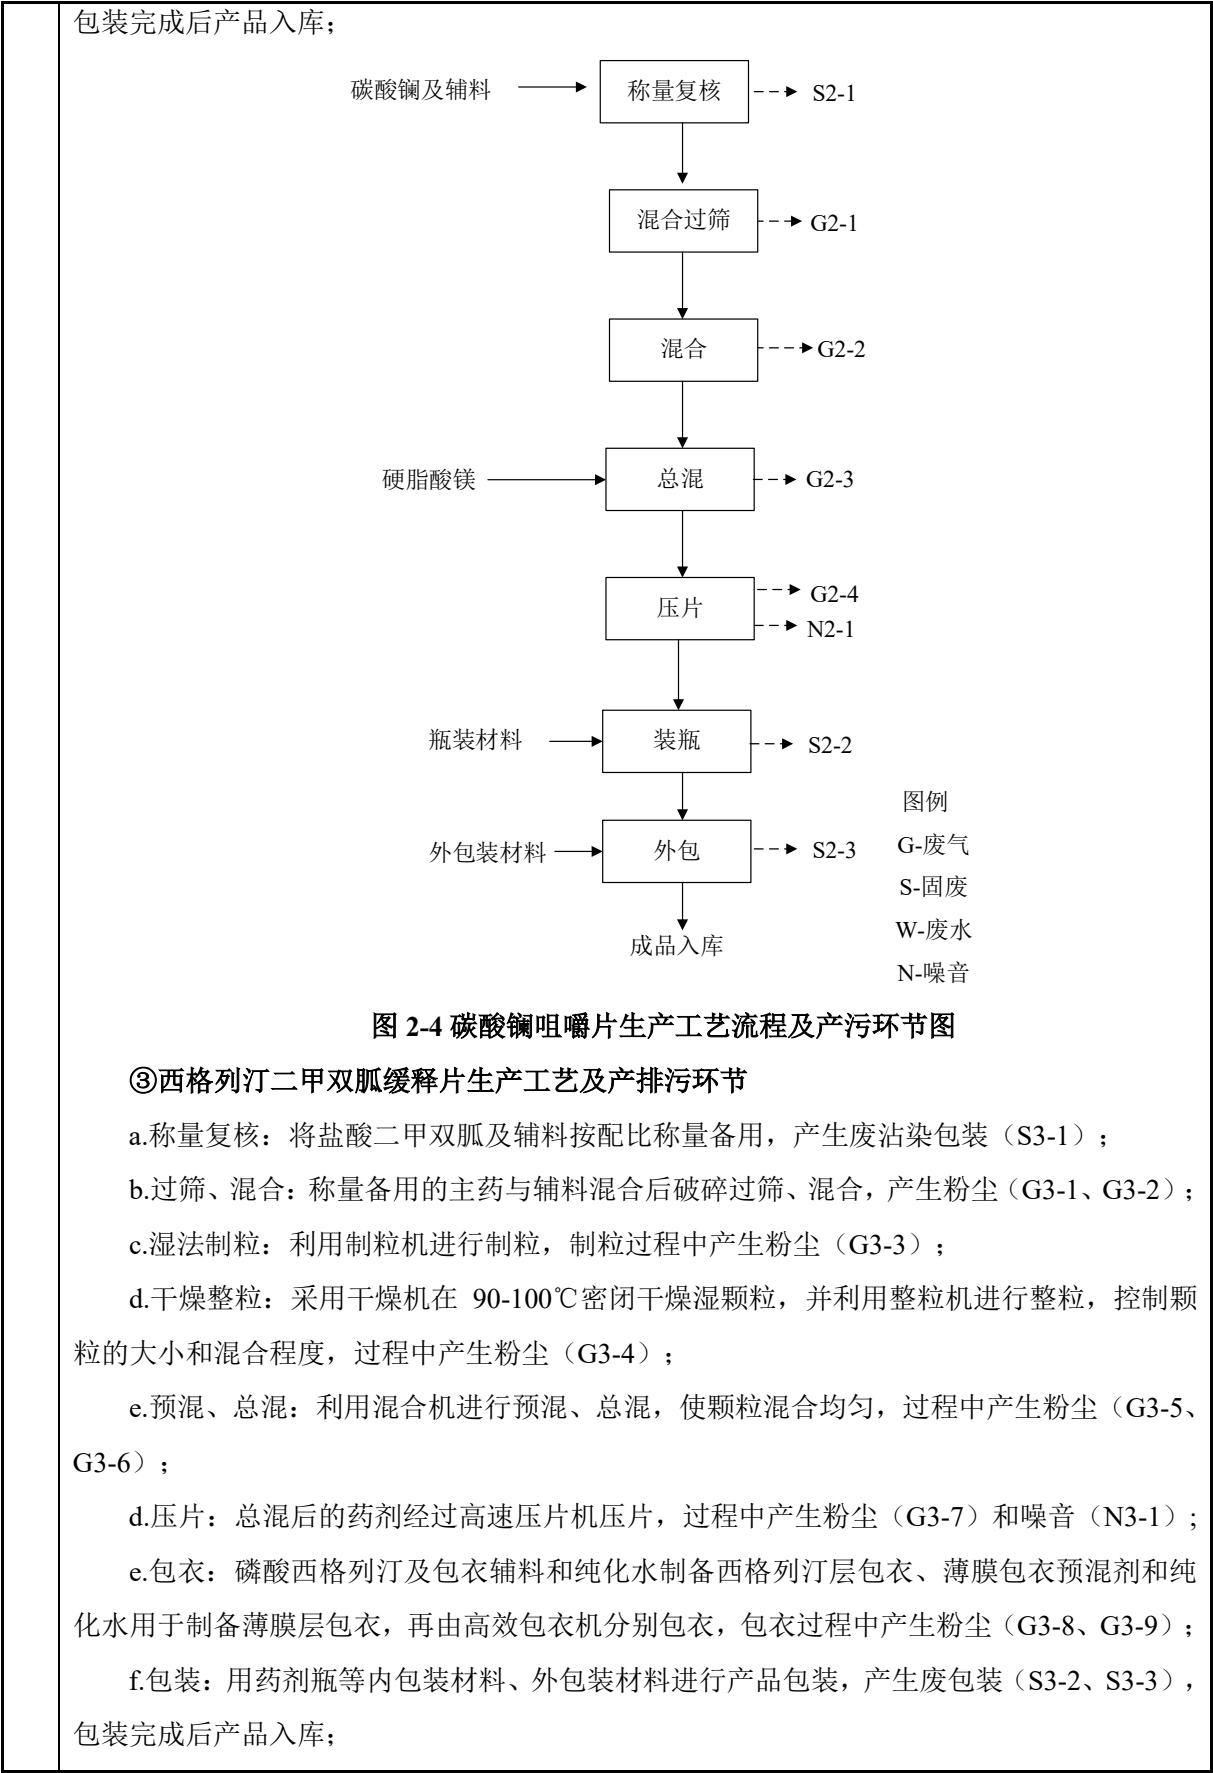 包装完成后产品入库；
碳酸镧及辅料
称量复核
S2-1
混合过筛
G2-1
混合
G2-2
硬脂酸镁
总混
G2-3
压片
G2-4
N2-1
瓶装材料
装瓶
S2-2
外包装材料
外包
S2-3
成品入库
图例
G-废气
S-固废
W-废水
N-噪音
图 2-4 碳酸镧咀嚼片生产工艺流程及产污环节图
③西格列汀二甲双胍缓释片生产工艺及产排污环节
a.称量复核：将盐酸二甲双胍及辅料按配比称量备用，产生废沾染包装（S3-1）；
b.过筛、混合：称量备用的主药与辅料混合后破碎过筛、混合，产生粉尘（G3-1、G3-2）；
c.湿法制粒：利用制粒机进行制粒，制粒过程中产生粉尘（G3-3）；
d.干燥整粒：采用干燥机在 90-100℃密闭干燥湿颗粒，并利用整粒机进行整粒，控制颗
粒的大小和混合程度，过程中产生粉尘（G3-4）；
e.预混、总混：利用混合机进行预混、总混，使颗粒混合均匀，过程中产生粉尘（G3-5、
G3-6）；
d.压片：总混后的药剂经过高速压片机压片，过程中产生粉尘（G3-7）和噪音（N3-1）；
e.包衣：磷酸西格列汀及包衣辅料和纯化水制备西格列汀层包衣、薄膜包衣预混剂和纯
化水用于制备薄膜层包衣，再由高效包衣机分别包衣，包衣过程中产生粉尘（G3-8、G3-9）；
f.包装：用药剂瓶等内包装材料、外包装材料进行产品包装，产生废包装（S3-2、S3-3），
包装完成后产品入库；